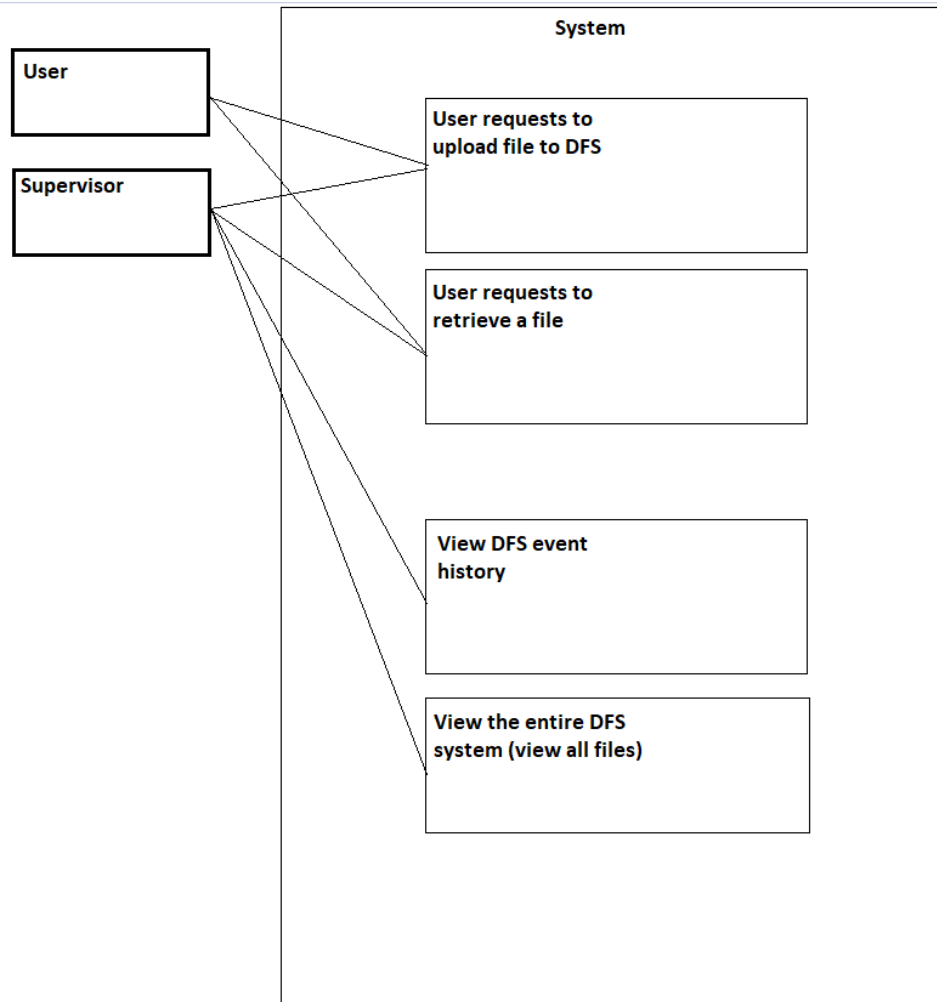 System
User
User requests to
upload file to DFS
Supervisor
User requests to
retrieve a file
View DFS event
history
View the entire DFS
system (view all files)